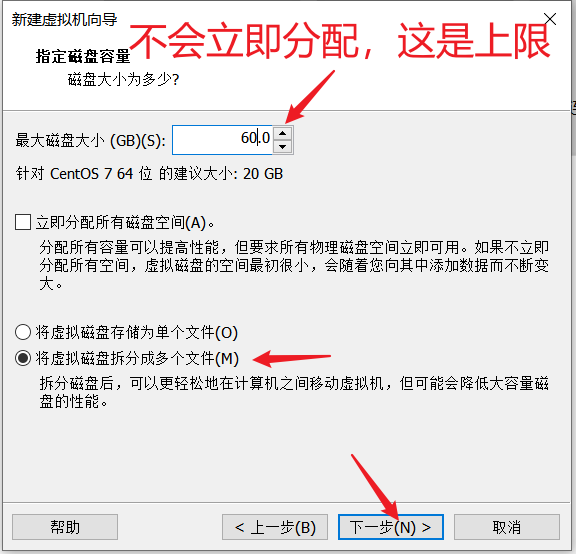 新建虚拟机向导
不会立即分配，这是上限
指定磁盘容量
磁盘大小为多少?
最大磁盘大小 (GB)(S):
60.0
针对 CentOS 7 64 位 的建议大小: 20 GB
立即分配所有磁盘空间(A)。
分配所有容量可以提高性能，但要求所有物理磁盘空间立即可用。如果不立即
分配所有空间，虚拟磁盘的空间最初很小，会随着您向其中添加数据而不断变
大。
将虚拟磁盘存储为单个文件(O)
将虚拟磁盘拆分成多个文件(M)
拆分磁盘后，可以更轻松地在计算机之间移动虚拟机，但可能会降低大容量磁
盘的性能。
帮助
< 上一步(B)
下一步(N) >
取消